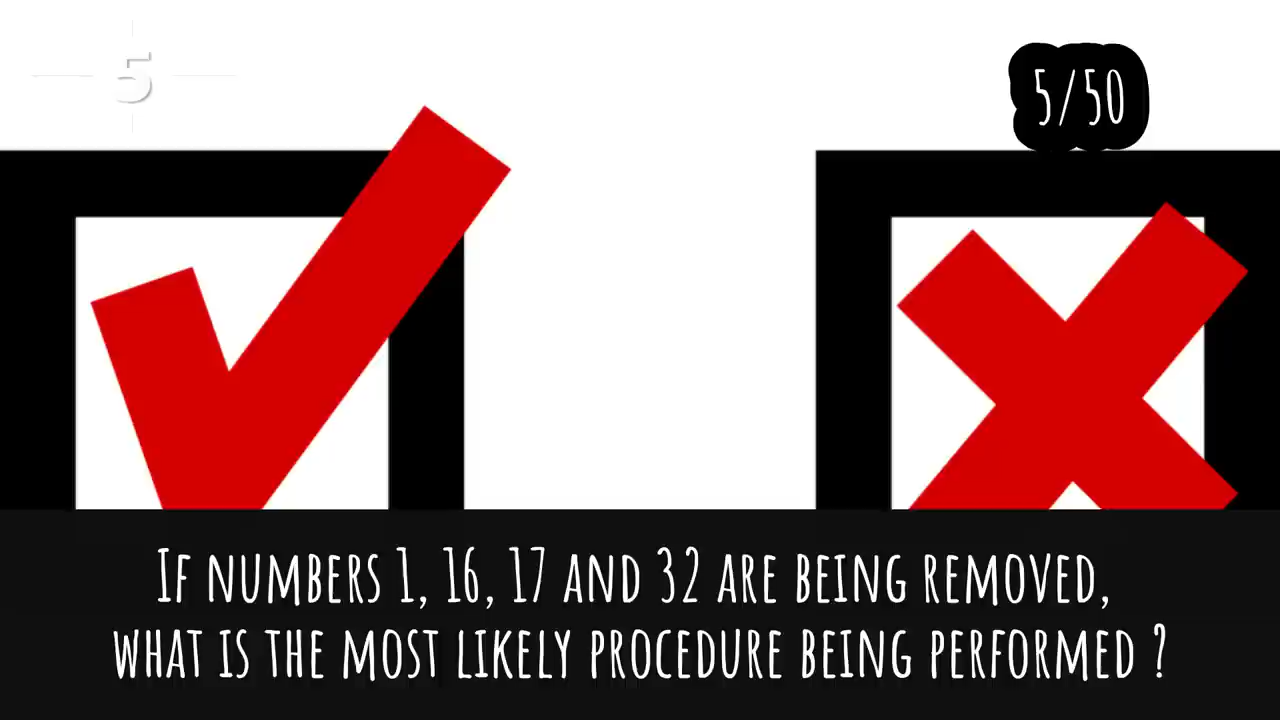 5
5/50
If numbers 1, 16, 17 and 32 are being removed,
what is the most likely procedure being performed ?